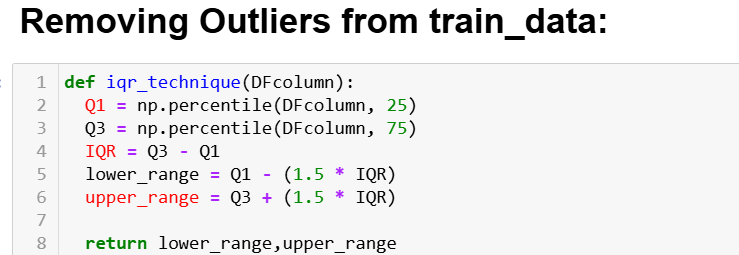 Removing Outliers from train_data:
1 def iqr_technique(DFcolumn):
2 Q1 = np.percentile(DFcolumn, 25)
3 Q3 = np.percentile(DFcolumn, 75)
4 IQR = Q3 - Q1
5 lower_range = Q1 - (1.5 * IQR)
6 upper_range = Q3 + (1.5 * IQR)
7
8 return lower_range,upper_range